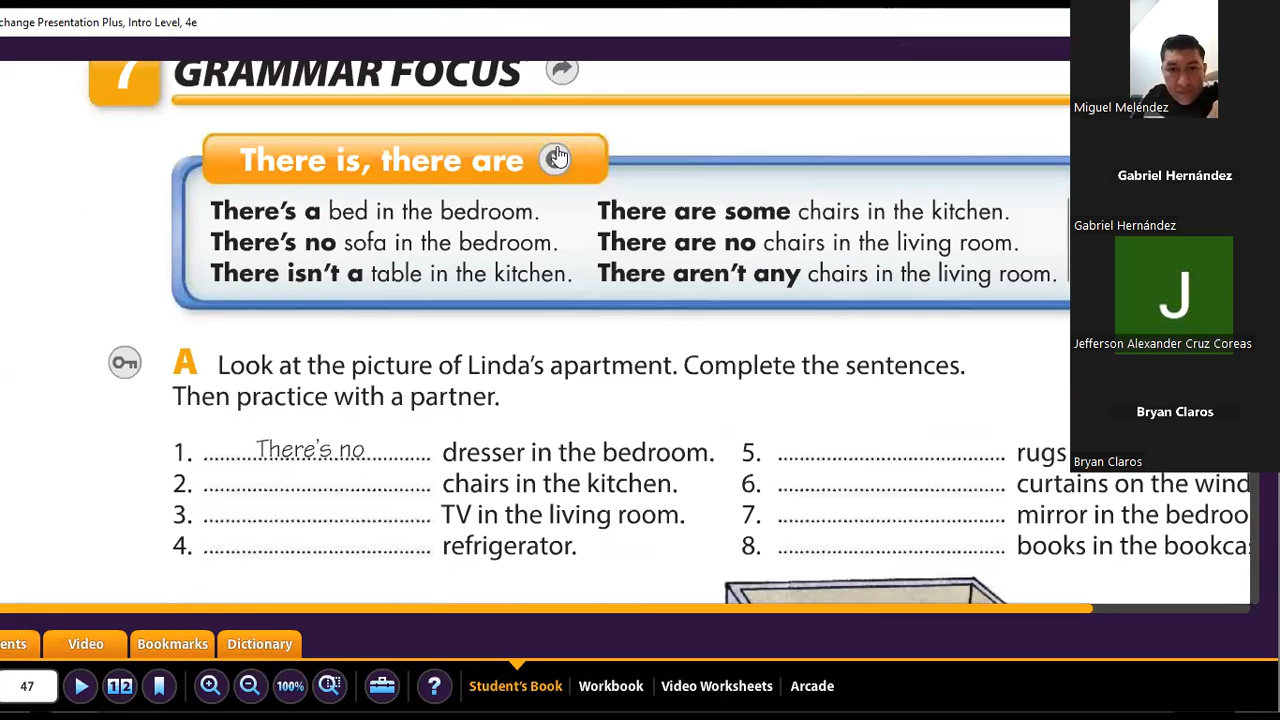 change Presentation Plus, Intro Level, 4e
7 GRAMMAR FOCUS
There is, there are
There's a bed in the bedroom.
There's no sofa in the bedroom.
There isn't a table in the kitchen.
There are some chairs in the kitchen.
There are no chairs in the living room.
There aren't any chairs in the living room.
A Look at the picture of Linda's apartment. Complete the sentences.
Then practice with a partner.
1. There's no dresser in the bedroom.
2. chairs in the kitchen.
3. TV in the living room.
4. refrigerator.
5. rugs
6. curtains on the wind
7. mirror in the bedroo
8. books in the bookca
Miguel Meléndez
Gabriel Hernández
Gabriel Hernández
J
Jefferson Alexander Cruz Coreas
Bryan Claros
Bryan Claros
ents
Video
Bookmarks
Dictionary
47
12
100%
?
Student's Book
Workbook
Video Worksheets
Arcade